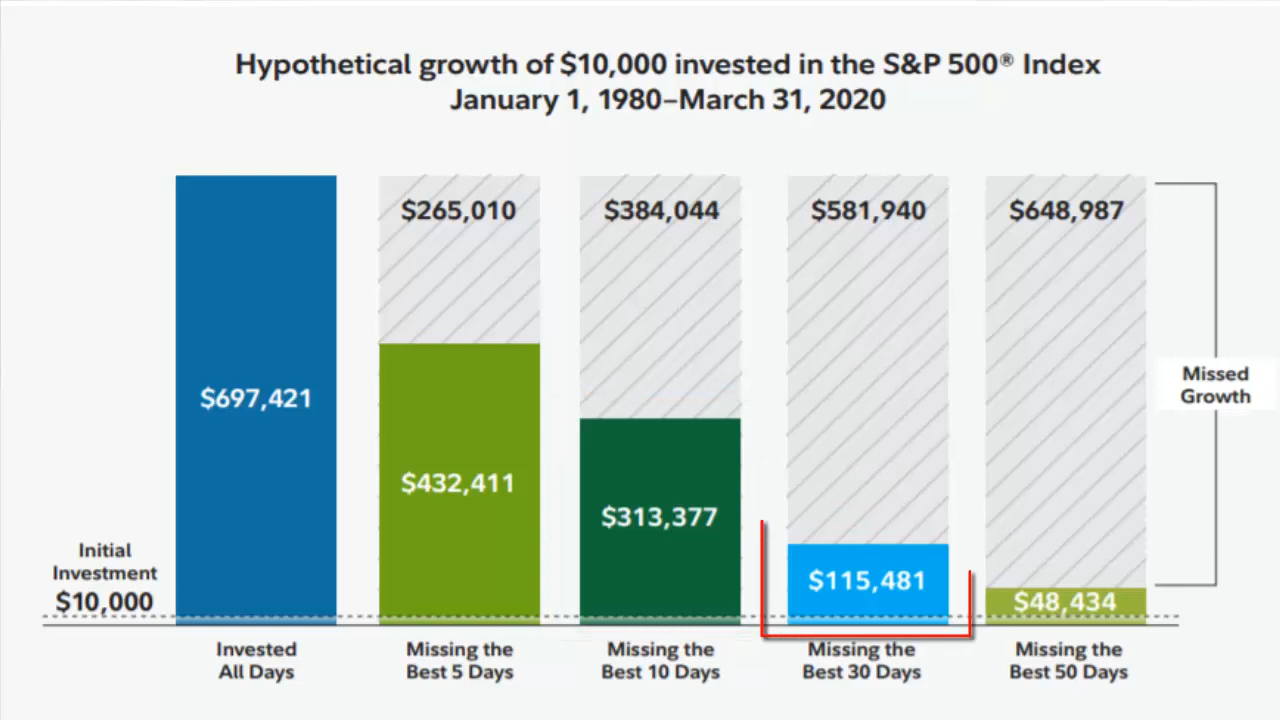 Hypothetical growth of $10,000 invested in the S&P 500® Index
January 1, 1980–March 31, 2020
$265,010
$384,044
$581,940
$648,987
$697,421
$432,411
$313,377
$115,481
$48,434
Missed
Growth
Initial
Investment
$10,000
Invested
All Days
Missing the
Best 5 Days
Missing the
Best 10 Days
Missing the
Best 30 Days
Missing the
Best 50 Days